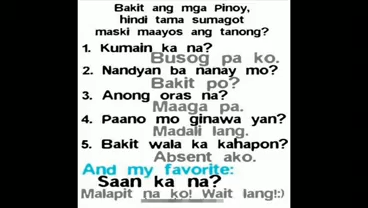 Bakit ang mga Pinoy,
hindi tama sumagot
maski maayos ang tanong?
1. Kumain ka na?
Busog pa ko.
2. Nandyan ba nanay mo?
Bakit po?
3. Anong oras na?
Maaga pa.
4. Paano mo ginawa yan?
Madali lang.
5. Bakit wala ka kahapon?
Absent ako.
And my favorite:
Saan ka na?
Malapit na ko! Wait lang!:)